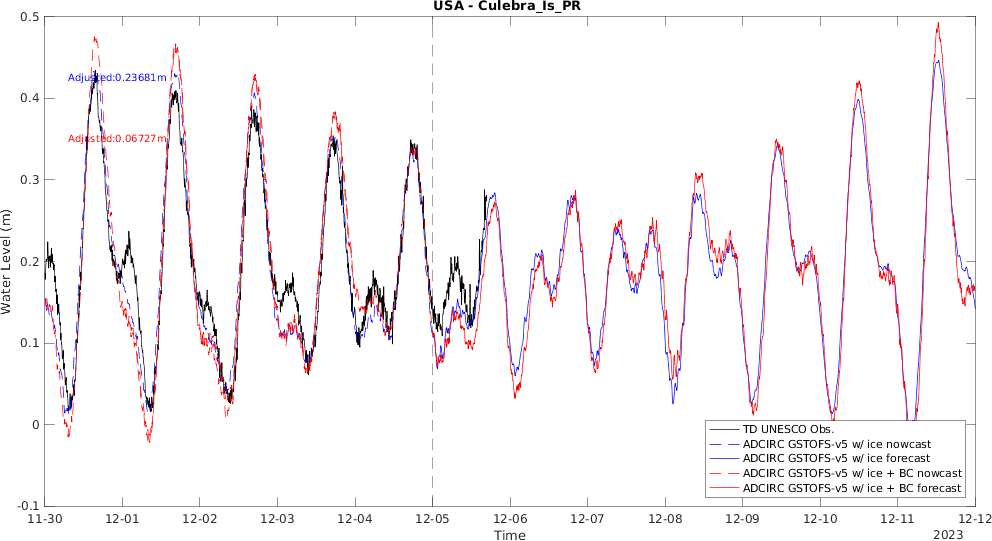 USA - Culebra_Is_PR
0.5
0.4
0.3
0.2
0.1
0
-0.1
Water Level (m)
Adjusted:0.23681m
Adjusted:0.06727m
TD UNESCO Obs.
ADCIRC GSTOFS-v5 w/ ice nowcast
ADCIRC GSTOFS-v5 w/ ice forecast
ADCIRC GSTOFS-v5 w/ ice + BC nowcast
ADCIRC GSTOFS-v5 w/ ice + BC forecast
11-30 12-01 12-02 12-03 12-04 12-05 12-06 12-07 12-08 12-09 12-10 12-11 12-12
Time
2023